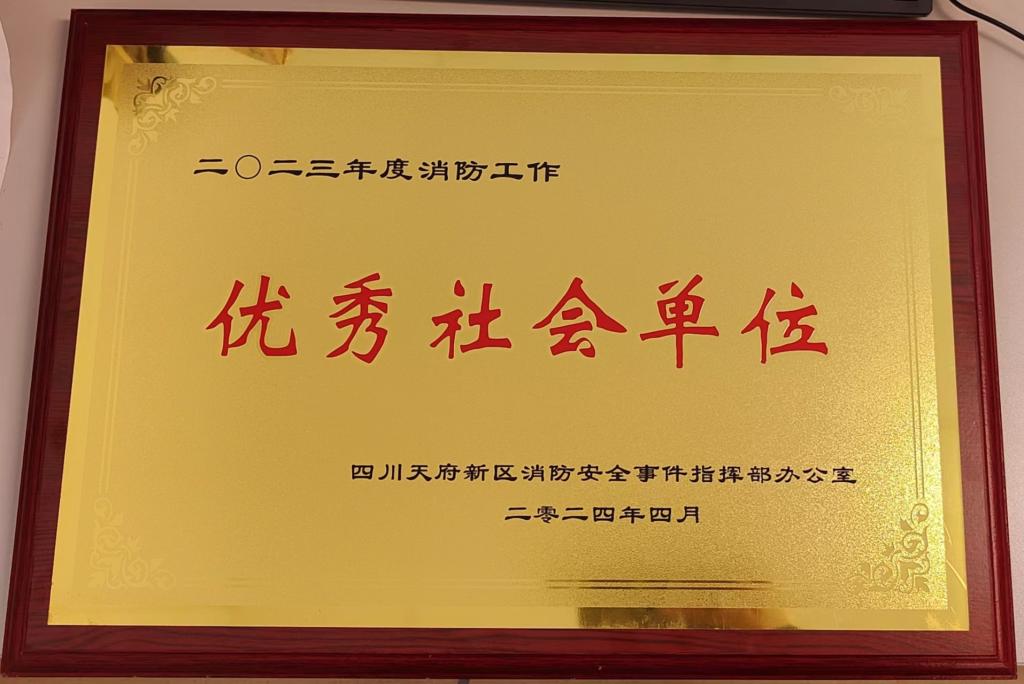 二〇二三年度消防工作
优秀社会单位
四川天府新区消防安全事件指挥部办公室
二零二四年四月